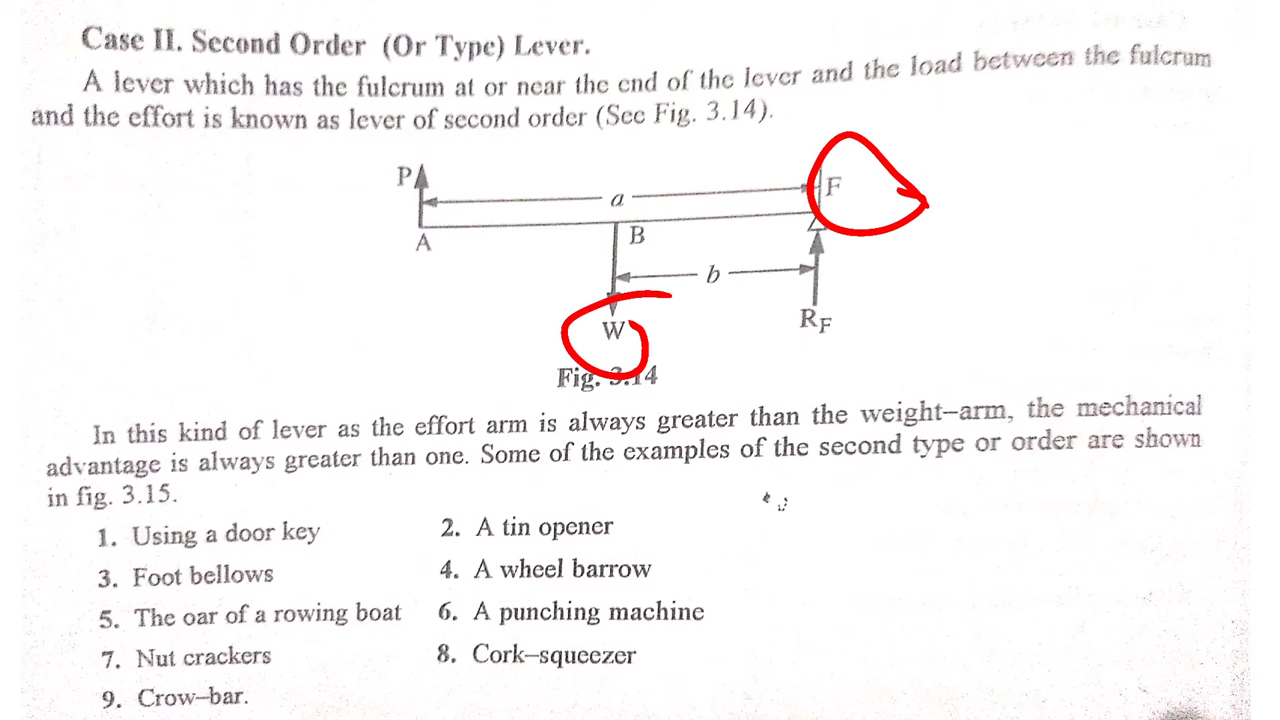 Case II. Second Order (Or Type) Lever.
A lever which has the fulcrum at or near the end of the lever and the load between the fulcrum
and the effort is known as lever of second order (See Fig. 3.14).
P
F
a
A
B
b
W
RF
Fig. 3.14
In this kind of lever as the effort arm is always greater than the weight–arm, the mechanical
advantage is always greater than one. Some of the examples of the second type or order are shown
in fig. 3.15.
1. Using a door key 2. A tin opener
3. Foot bellows 4. A wheel barrow
5. The oar of a rowing boat 6. A punching machine
7. Nut crackers 8. Cork–squeezer
9. Crow–bar.